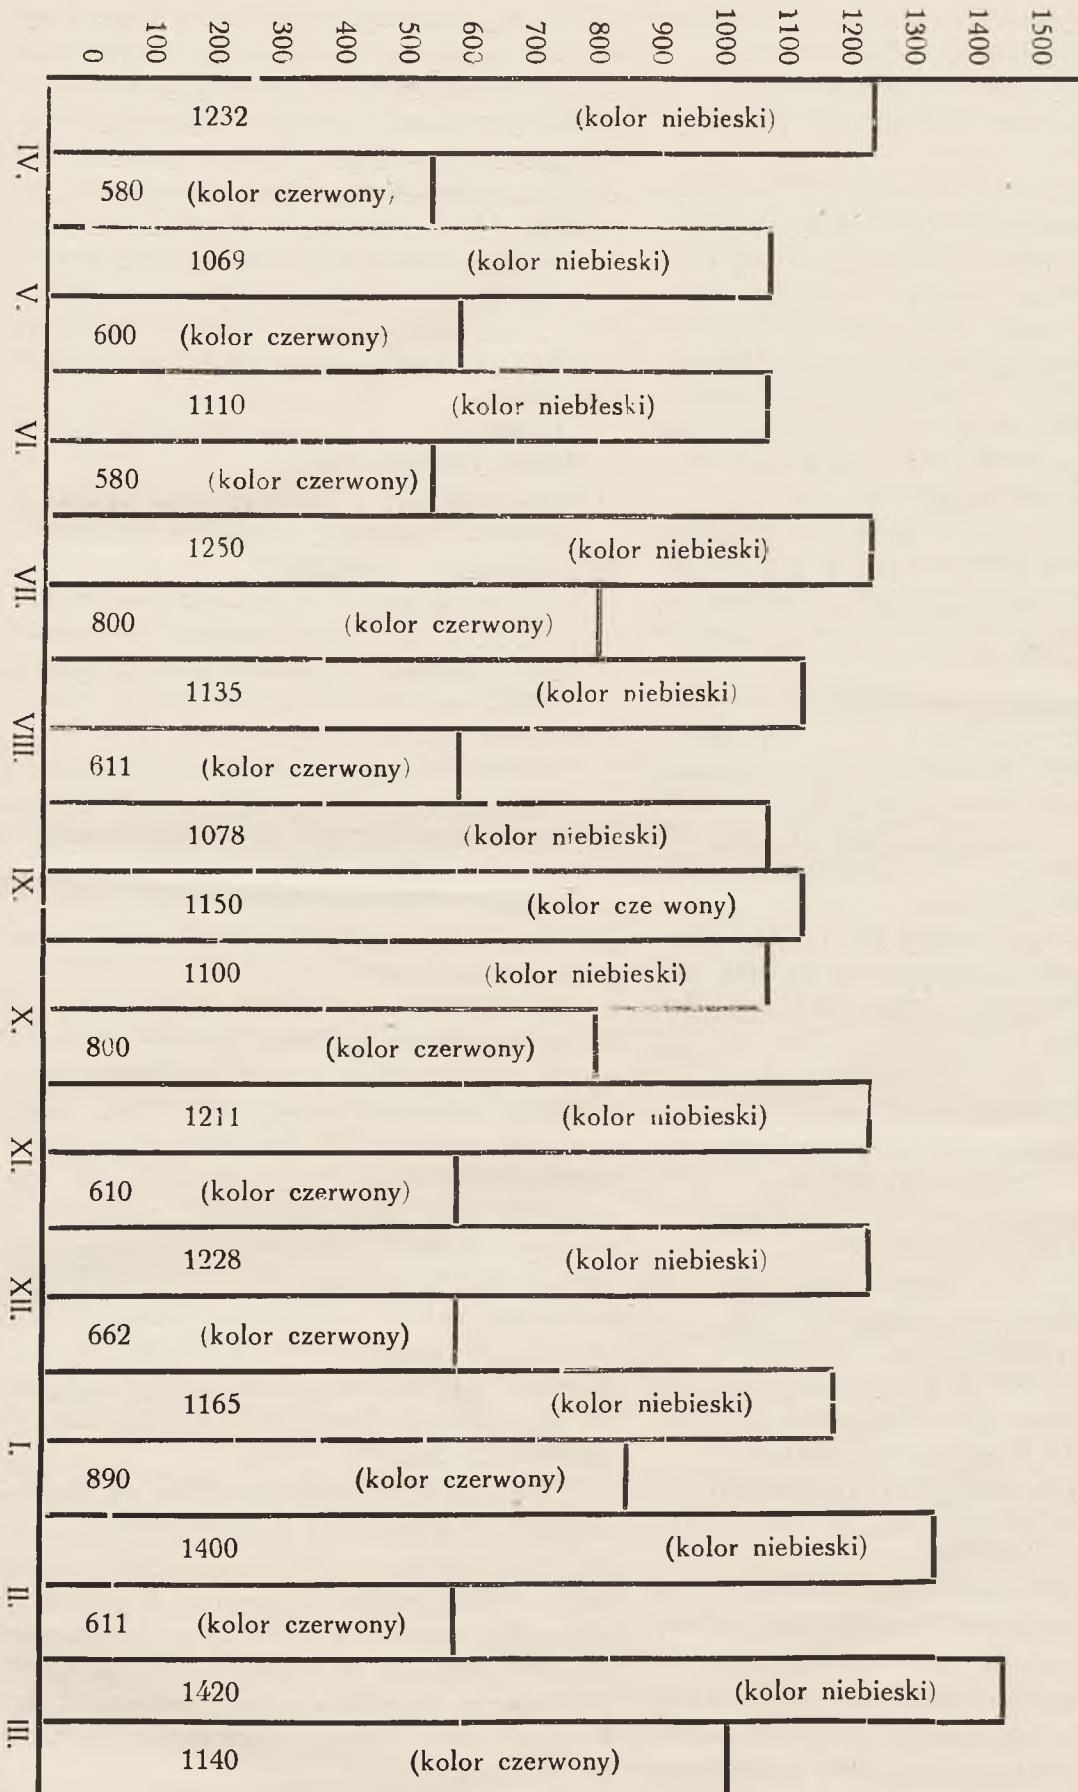 0 100 200 300 400 500 600 700 800 900 1000 1100 1200 1300 1400 1500
IV.
1232 (kolor niebieski)
580 (kolor czerwony)
V.
1069 (kolor niebieski)
600 (kolor czerwony)
VI.
1110 (kolor niebłeski)
580 (kolor czerwony)
VII.
1250 (kolor niebieski)
800 (kolor czerwony)
VIII.
1135 (kolor niebieski)
611 (kolor czerwony)
IX.
1078 (kolor niebieski)
1150 (kolor cze wony)
X.
1100 (kolor niebieski)
800 (kolor czerwony)
XI.
1211 (kolor niobieski)
610 (kolor czerwony)
XII.
1228 (kolor niebieski)
662 (kolor czerwony)
I.
1165 (kolor niebieski)
890 (kolor czerwony)
II.
1400 (kolor niebieski)
611 (kolor czerwony)
III.
1420 (kolor niebieski)
1140 (kolor czerwony)